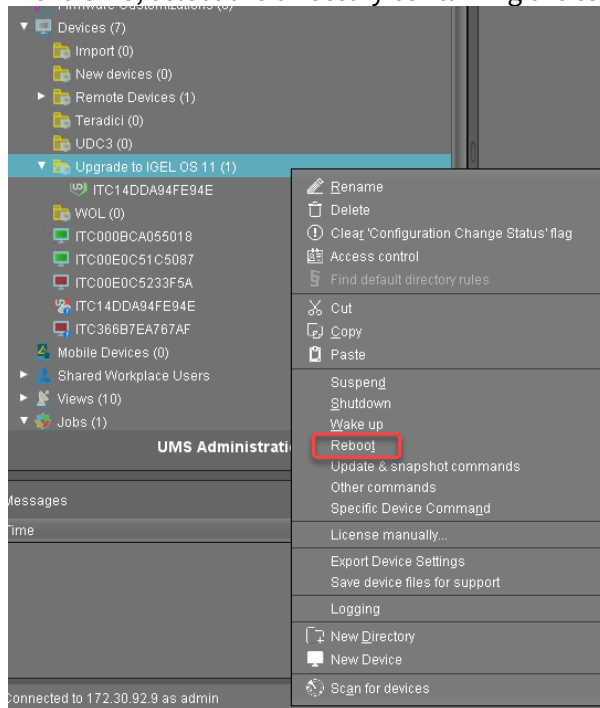 Devices (7)
Import (0)
New devices (0)
Remote Devices (1)
Teradici (0)
UDC3 (0)
Upgrade to IGEL OS 11 (1)
ITC14DDA94FE94E
WOL (0)
ITC000BCA055018
ITC00E0C51C5087
ITC00E0C5233F5A
ITC14DDA94FE94E
ITC366B7EA767AF
Mobile Devices (0)
Shared Workplace Users
Views (10)
Jobs (1)
UMS Administrati
Messages
Time
Connected to 172.30.92.9 as admin
Rename
Delete
Clear 'Configuration Change Status' flag
Access control
Find default directory rules
Cut
Copy
Paste
Suspend
Shutdown
Wake up
Reboot
Update & snapshot commands
Other commands
Specific Device Command
License manually...
Export Device Settings
Save device files for support
Logging
New Directory
New Device
Scan for devices